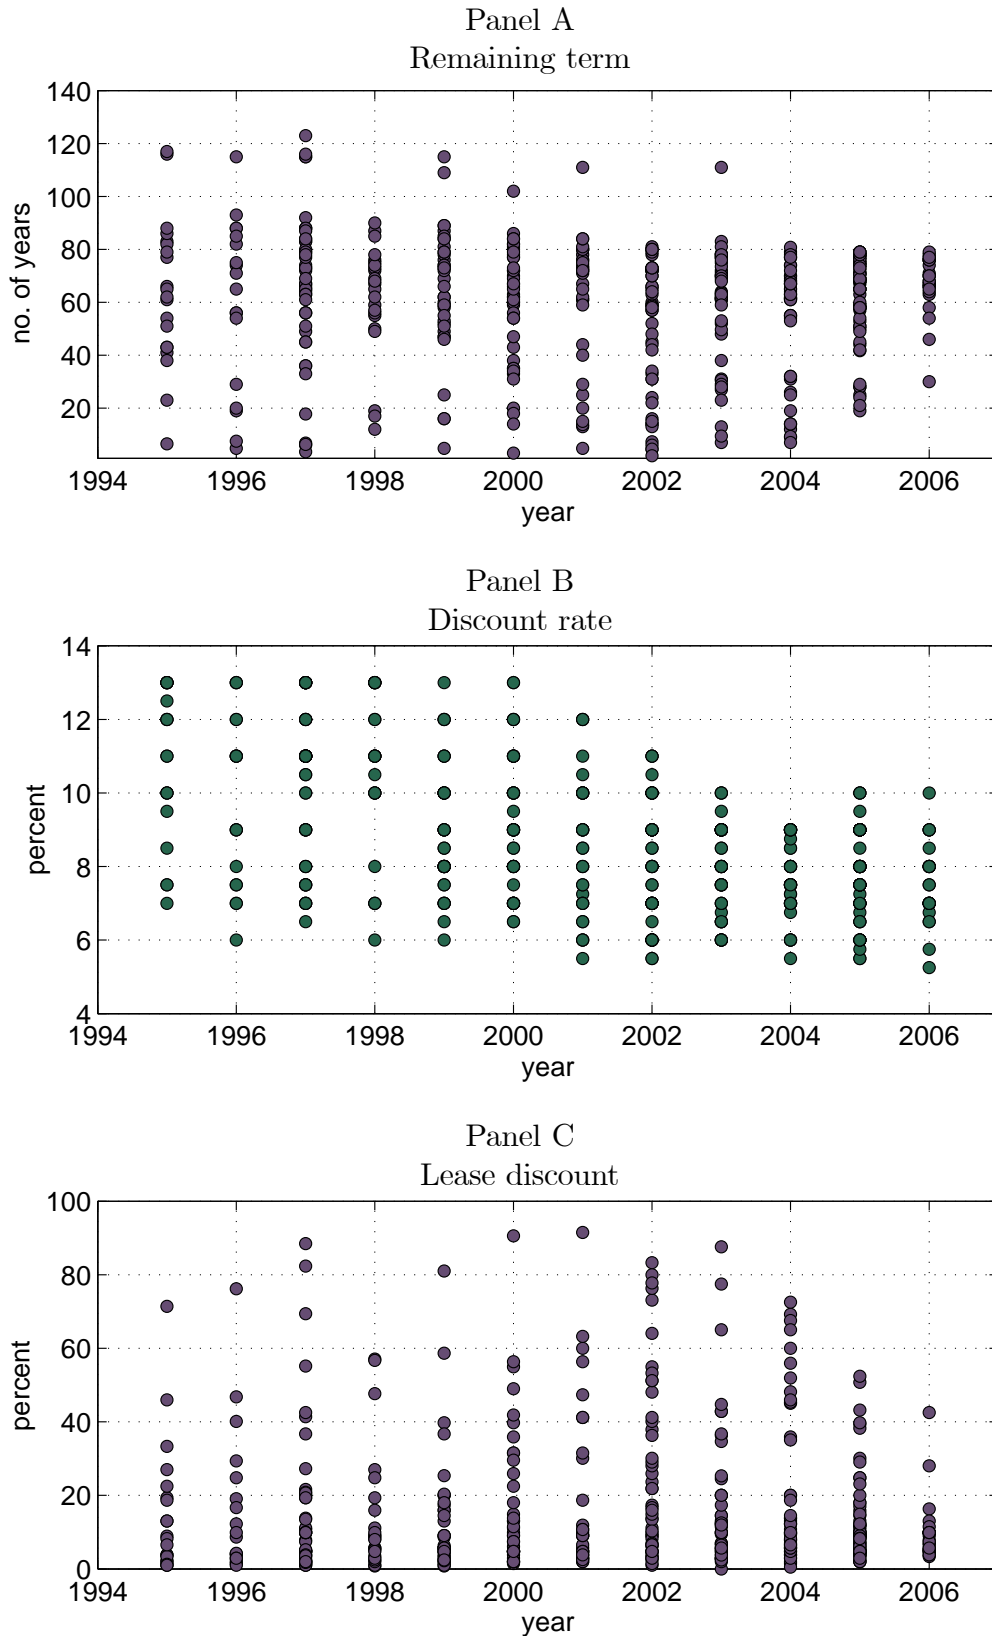 Panel A
Remaining term
140
120
100
80
60
40
20
no. of years
1994 1996 1998 2000 2002 2004 2006
year
Panel B
Discount rate
14
12
10
8
6
4
percent
1994 1996 1998 2000 2002 2004 2006
year
Panel C
Lease discount
100
80
60
40
20
0
percent
1994 1996 1998 2000 2002 2004 2006
year